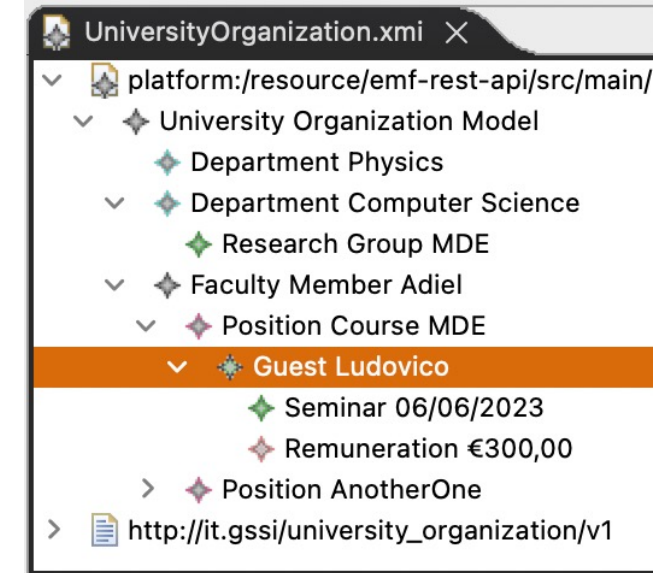 UniversityOrganization.xmi
platform:/resource/emf-rest-api/src/main/
University Organization Model
Department Physics
Department Computer Science
Research Group MDE
Faculty Member Adiel
Position Course MDE
Guest Ludovico
Seminar 06/06/2023
Remuneration €300,00
Position AnotherOne
http://it.gssi/university_organization/v1